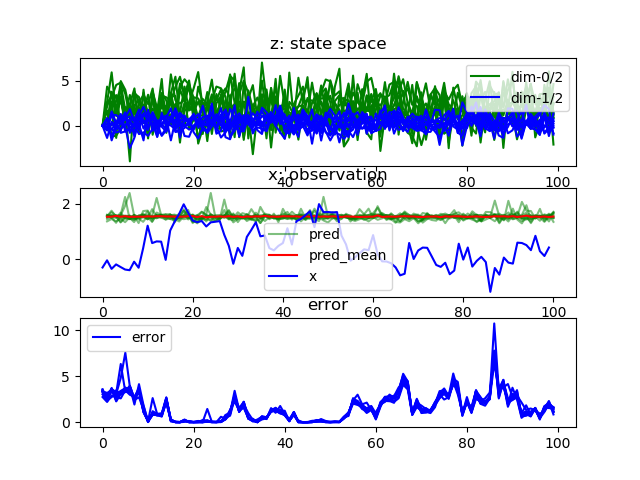 z: state space
5
0
dim-0/2
dim-1/2
0 20 40 60 80 100
x: observation
2
0
pred
pred_mean
x
0 20 40 60 80 100
error
10
5
0
error
0 20 40 60 80 100